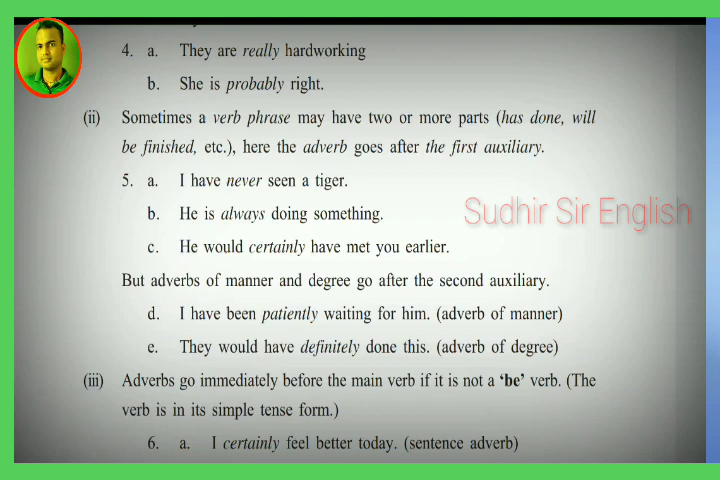 4. a. They are really hardworking
b. She is probably right.
(ii) Sometimes a verb phrase may have two or more parts (has done, will
be finished, etc.), here the adverb goes after the first auxiliary.
5. a. I have never seen a tiger.
b. He is always doing something.
Sudhir Sir English
c. He would certainly have met you earlier.
But adverbs of manner and degree go after the second auxiliary.
d. I have been patiently waiting for him. (adverb of manner)
e. They would have definitely done this. (adverb of degree)
(iii) Adverbs go immediately before the main verb if it is not a ‘be’ verb. (The
verb is in its simple tense form.)
6. a. I certainly feel better today. (sentence adverb)